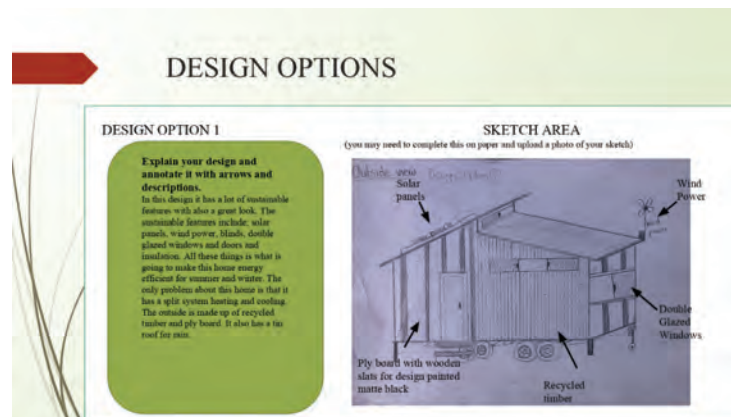 DESIGN OPTIONS
DESIGN OPTION 1
Explain your design and
annotate it with arrows and
descriptions.
In this design it has a lot of sustainable
features with also a great look. The
sustainable features include; solar
panels, wind power, blinds, double
glazed windows and doors and
insulation. All these things is what is
going to make this home energy
efficient for summer and winter. The
only problem about this home is that it
has a split system heating and cooling.
The outside is made up of recycled
timber and ply board. It also has a tin
roof for rain.
SKETCH AREA
(you may need to complete this on paper and upload a photo of your sketch)
Outside view
Solar
panels
Wind
Power
Double
Glazed
Windows
Ply board with wooden
slats for design painted
matte black
Recycled
timber